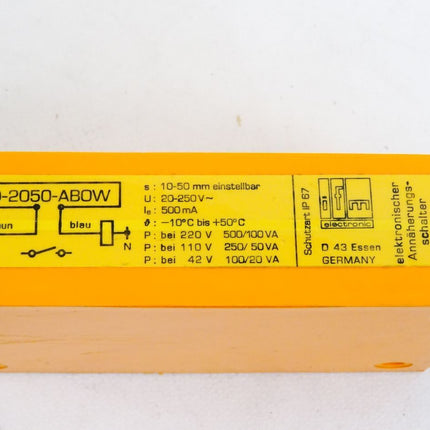 -2050-ABOW
blau
N
s : 10-50 mm einstellbar
U: 20-250V~
Ie: 500 mA
ϑ: -10°C bis +50°C
P: bei 220 V 500/100 VA
P: bei 110 V 250/50 VA
P: bei 42 V 100/20 VA
Schutzart IP 67
ifm
electronic
D 43 Essen
GERMANY
elektronischer
Annäherungs-
schalter